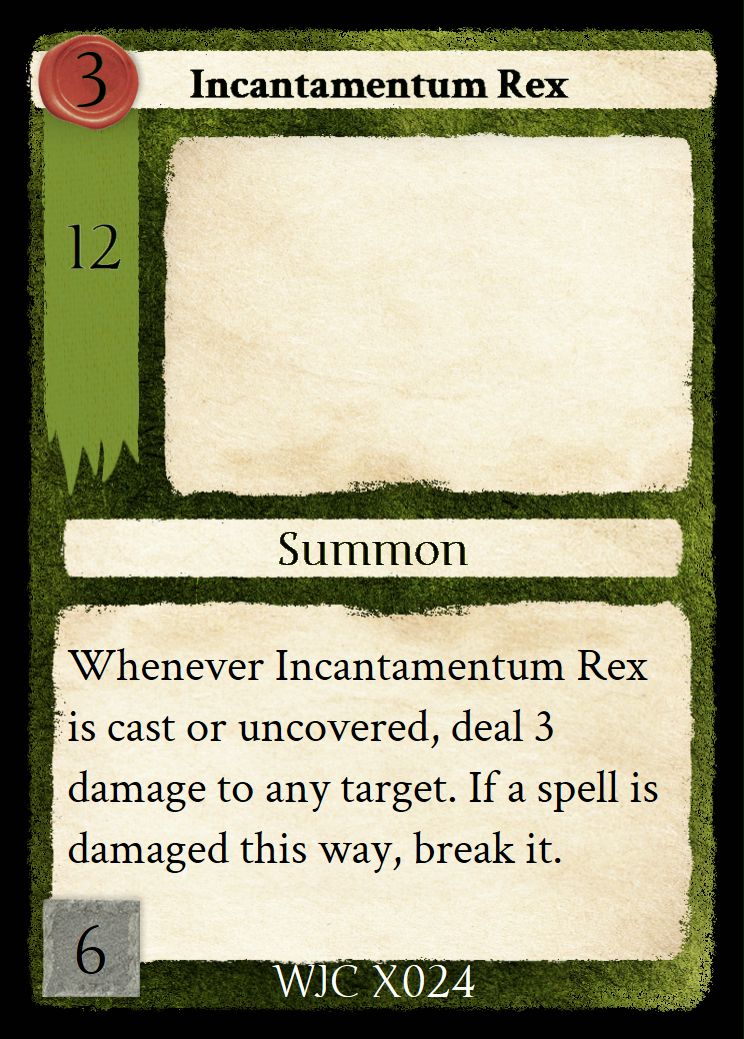 3
Incantamentum Rex
12
Summon
Whenever Incantamentum Rex
is cast or uncovered, deal 3
damage to any target. If a spell is
damaged this way, break it.
6
WJC X024